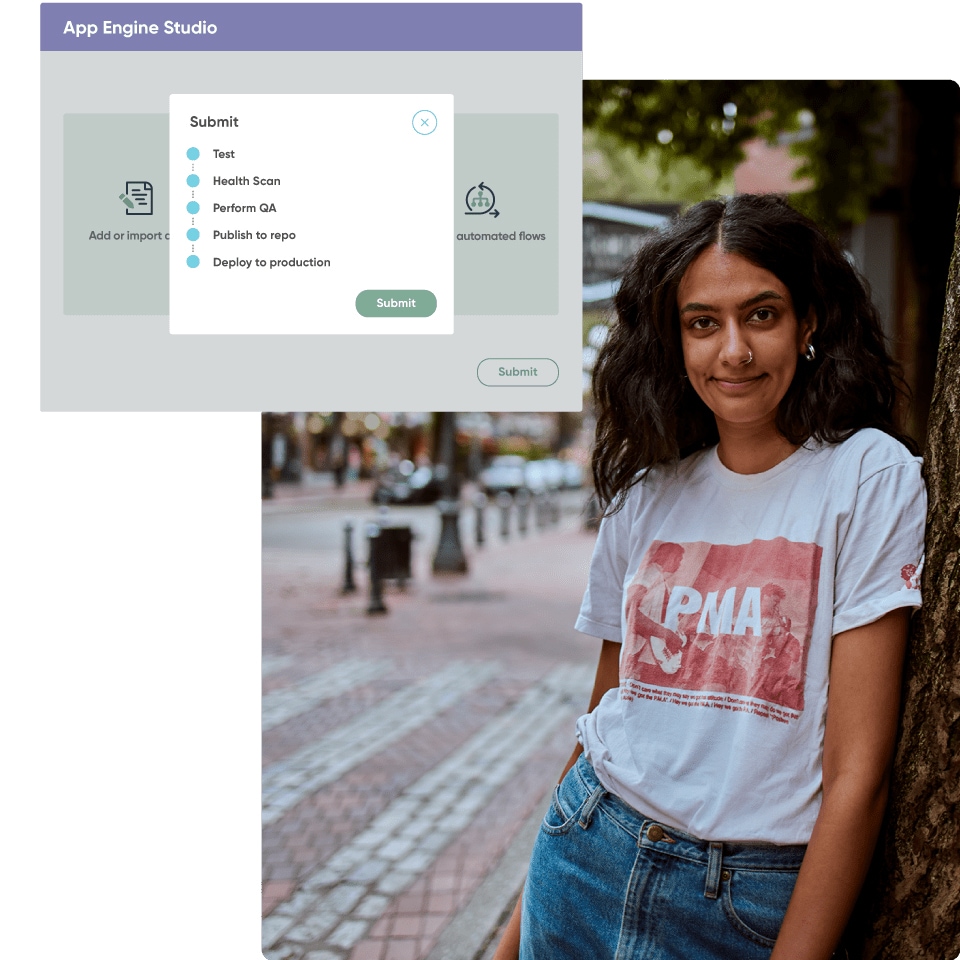 App Engine Studio
Submit
Test
Health Scan
Perform QA
Publish to repo
Deploy to production
Submit
Add or import
automated flows
Submit
PMA